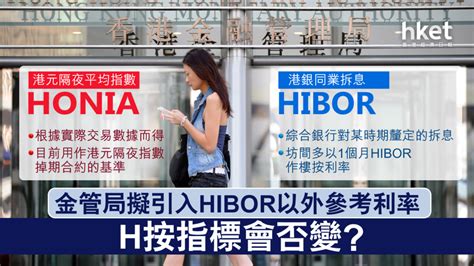 香港金融管理局
hket
港元隔夜平均指數
HONIA
•根據實際交易數據而得
•目前用作港元隔夜指數
掉期合約的基準
港銀同業拆息
HIBOR
•綜合銀行對某時期釐定的拆息
•坊間多以1個月HIBOR
作樓按利率
金管局擬引入HIBOR以外參考利率
H按指標會否變?